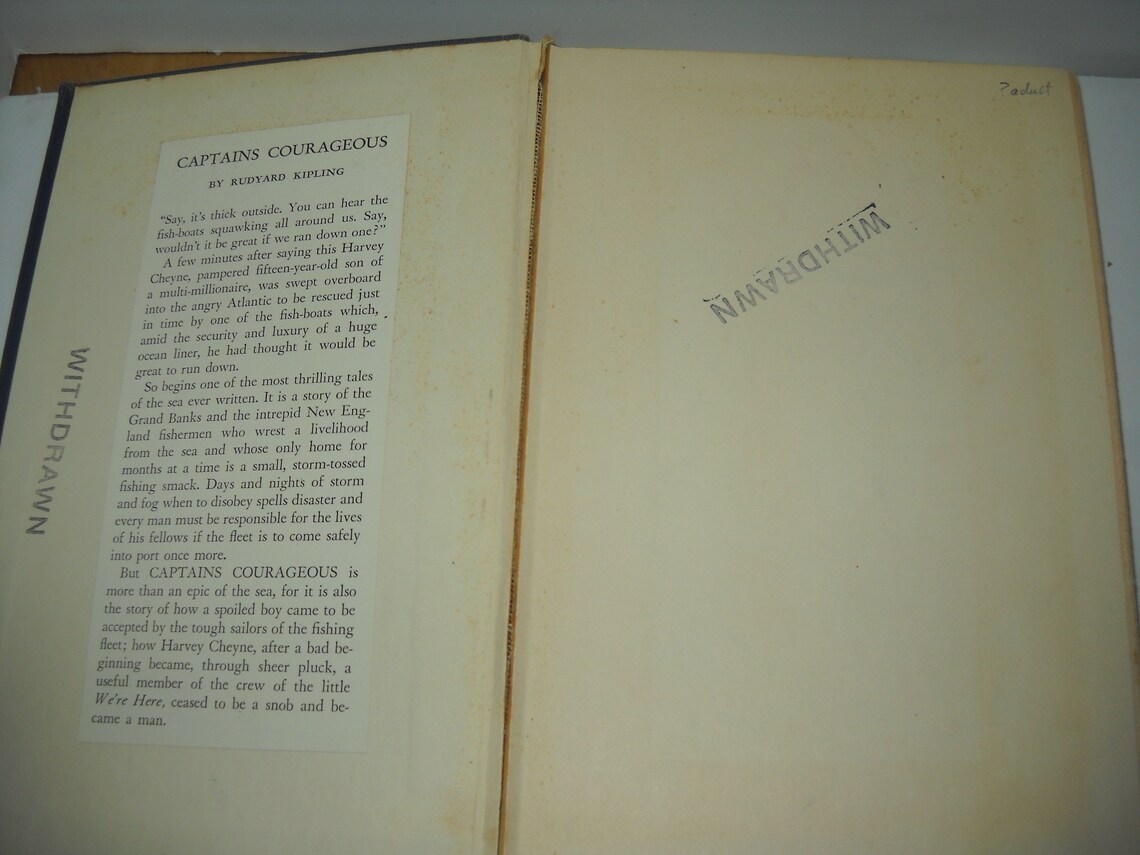 CAPTAINS COURAGEOUS
BY RUDYARD KIPLING
"Say, it's thick outside. You can hear the
fish-boats squawking all around us. Say,
wouldn't it be great if we ran down one?"
A few minutes after saying this Harvey
Cheyne, pampered fifteen-year-old son of
a multi-millionaire, was swept overboard
into the angry Atlantic to be rescued just
in time by one of the fish-boats which,
amid the security and luxury of a huge
ocean liner, he had thought it would be
great to run down.
So begins one of the most thrilling tales
of the sea ever written. It is a story of the
Grand Banks and the intrepid New Eng-
land fishermen who wrest a livelihood
from the sea and whose only home for
months at a time is a small, storm-tossed
fishing smack. Days and nights of storm
and fog when to disobey spells disaster and
every man must be responsible for the lives
of his fellows if the fleet is to come safely
into port once more.
But CAPTAINS COURAGEOUS is
more than an epic of the sea, for it is also
the story of how a spoiled boy came to be
accepted by the tough sailors of the fishing
fleet; how Harvey Cheyne, after a bad be-
ginning became, through sheer pluck, a
useful member of the crew of the little
We're Here, ceased to be a snob and be-
came a man.
WITHDRAWN
?adult
WITHDRAWN